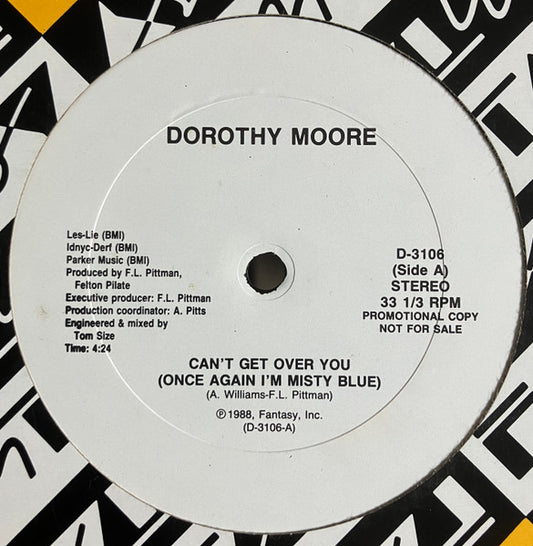 DOROTHY MOORE
Les-Lie (BMI)
Idnyc-Derf (BMI)
Parker Music (BMI)
Produced by F.L. Pittman,
Felton Pilate
Executive producer: F.L. Pittman
Production coordinator: A. Pitts
Engineered & mixed by
Tom Size
Time: 4:24
D-3106
(Side A)
STEREO
33 1/3 RPM
PROMOTIONAL COPY
NOT FOR SALE
CAN'T GET OVER YOU
(ONCE AGAIN I'M MISTY BLUE)
(A. Williams-F.L. Pittman)
℗1988, Fantasy, Inc.
(D-3106-A)